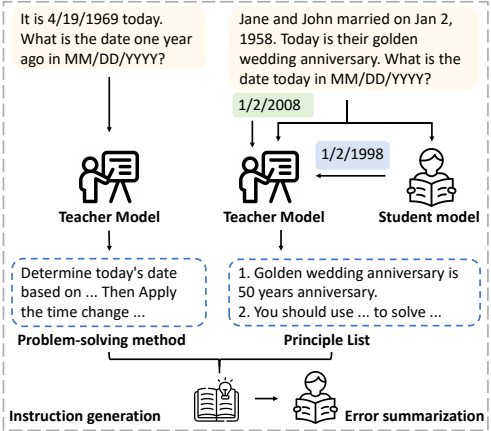 It is 4/19/1969 today.
What is the date one year
ago in MM/DD/YYYY?
Jane and John married on Jan 2,
1958. Today is their golden
wedding anniversary. What is the
date today in MM/DD/YYYY?
1/2/2008
1/2/1998
Teacher Model
Teacher Model
Student model
Determine today's date
based on ... Then Apply
the time change ...
1. Golden wedding anniversary is
50 years anniversary.
2. You should use ... to solve ...
Problem-solving method
Principle List
Instruction generation
Error summarization